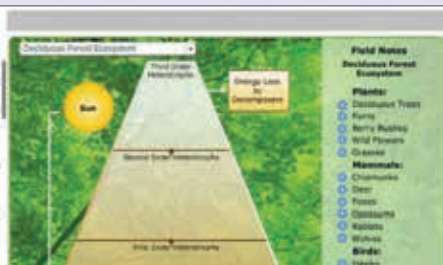 Deciduous Forest Ecosystem
Third Order
Heterotrophs
Energy Loss
to
Decomposers
Sun
Second Order Heterotrophs
First Order Heterotrophs
Field Notes
Deciduous Forest
Ecosystem
Plants:
Deciduous Trees
Ferns
Berry Bushes
Wild Flowers
Grasses
Mammals:
Chipmunks
Deer
Foxes
Opossums
Rabbits
Wolves
Birds:
Hawks